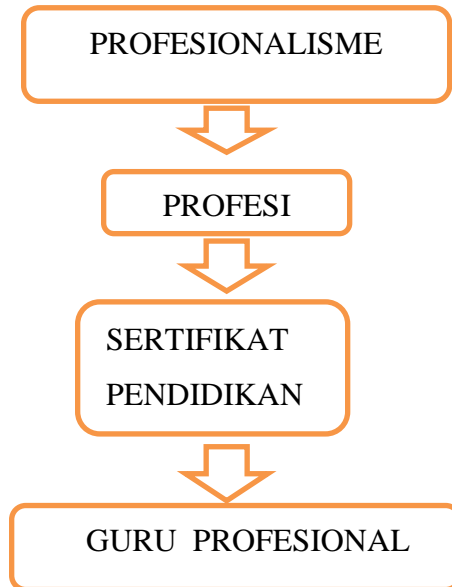 PROFESIONALISME
PROFESI
SERTIFIKAT
PENDIDIKAN
GURU PROFESIONAL